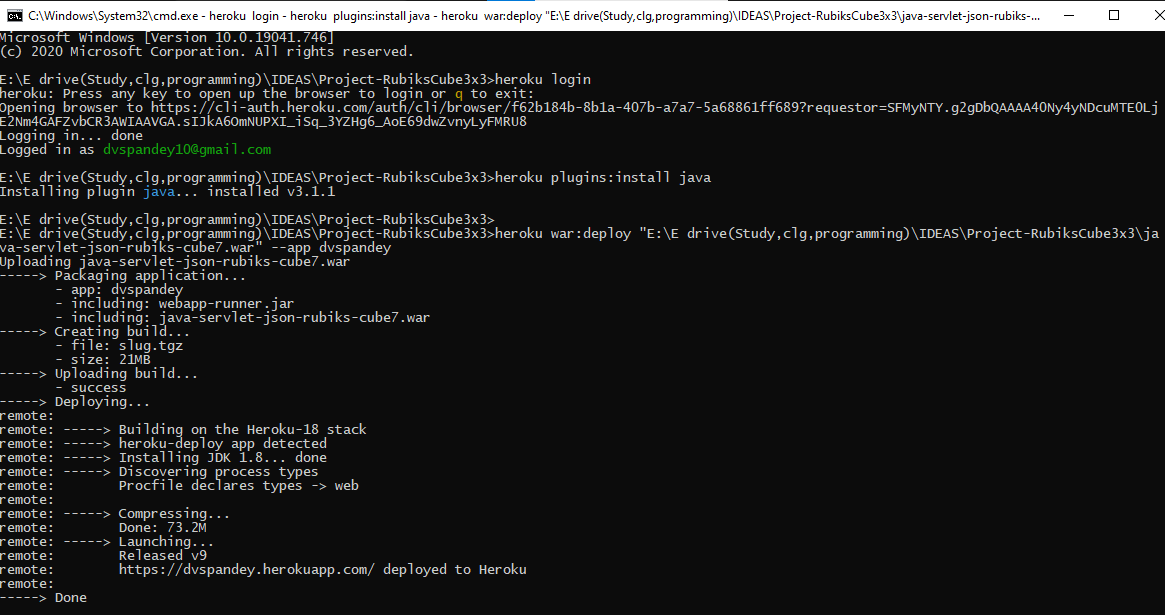 C:\Windows\System32\cmd.exe - heroku  login - heroku  plugins:install java - heroku  war:deploy "E:\E drive(Study,clg,programming)\IDEAS\Project-RubiksCube3x3\java-servlet-json-rubiks-...
Microsoft Windows [Version 10.0.19041.746]
(c) 2020 Microsoft Corporation. All rights reserved.
E:\E drive(Study,clg,programming)\IDEAS\Project-RubiksCube3x3>heroku login
heroku: Press any key to open up the browser to login or q to exit:
Opening browser to https://cli-auth.heroku.com/auth/cli/browser/f62b184b-8b1a-407b-a7a7-5a68861ff689?requestor=SFMyNTY.g2gDbQAAAA4ONy4yNDcuMTE0Lj
E2Nm4GAFZvbCR3AWIAAVGA.sIJkA6OmNUPXI_iSq_3YZHg6_AoE69dwZvnyLyFMRU8
Logging in... done
Logged in as dvspandey10@gmail.com
E:\E drive(Study,clg,programming)\IDEAS\Project-RubiksCube3x3>heroku plugins:install java
Installing plugin java... installed v3.1.1
E:\E drive(Study,clg,programming)\IDEAS\Project-RubiksCube3x3>
E:\E drive(Study,clg,programming)\IDEAS\Project-RubiksCube3x3>heroku war:deploy "E:\E drive(Study,clg,programming)\IDEAS\Project-RubiksCube3x3\ja
va-servlet-json-rubiks-cube7.war" --app dvspandey
Uploading java-servlet-json-rubiks-cube7.war
-----> Packaging application...
- app: dvspandey
- including: webapp-runner.jar
- including: java-servlet-json-rubiks-cube7.war
-----> Creating build...
- file: slug.tgz
- size: 21MB
-----> Uploading build...
- success
-----> Deploying...
remote:
remote: -----> Building on the Heroku-18 stack
remote: -----> heroku-deploy app detected
remote: -----> Installing JDK 1.8... done
remote: -----> Discovering process types
remote:        Procfile declares types -> web
remote:
remote: -----> Compressing...
remote:        Done: 73.2M
remote: -----> Launching...
remote:        Released v9
remote:        https://dvspandey.herokuapp.com/ deployed to Heroku
remote:
-----> Done